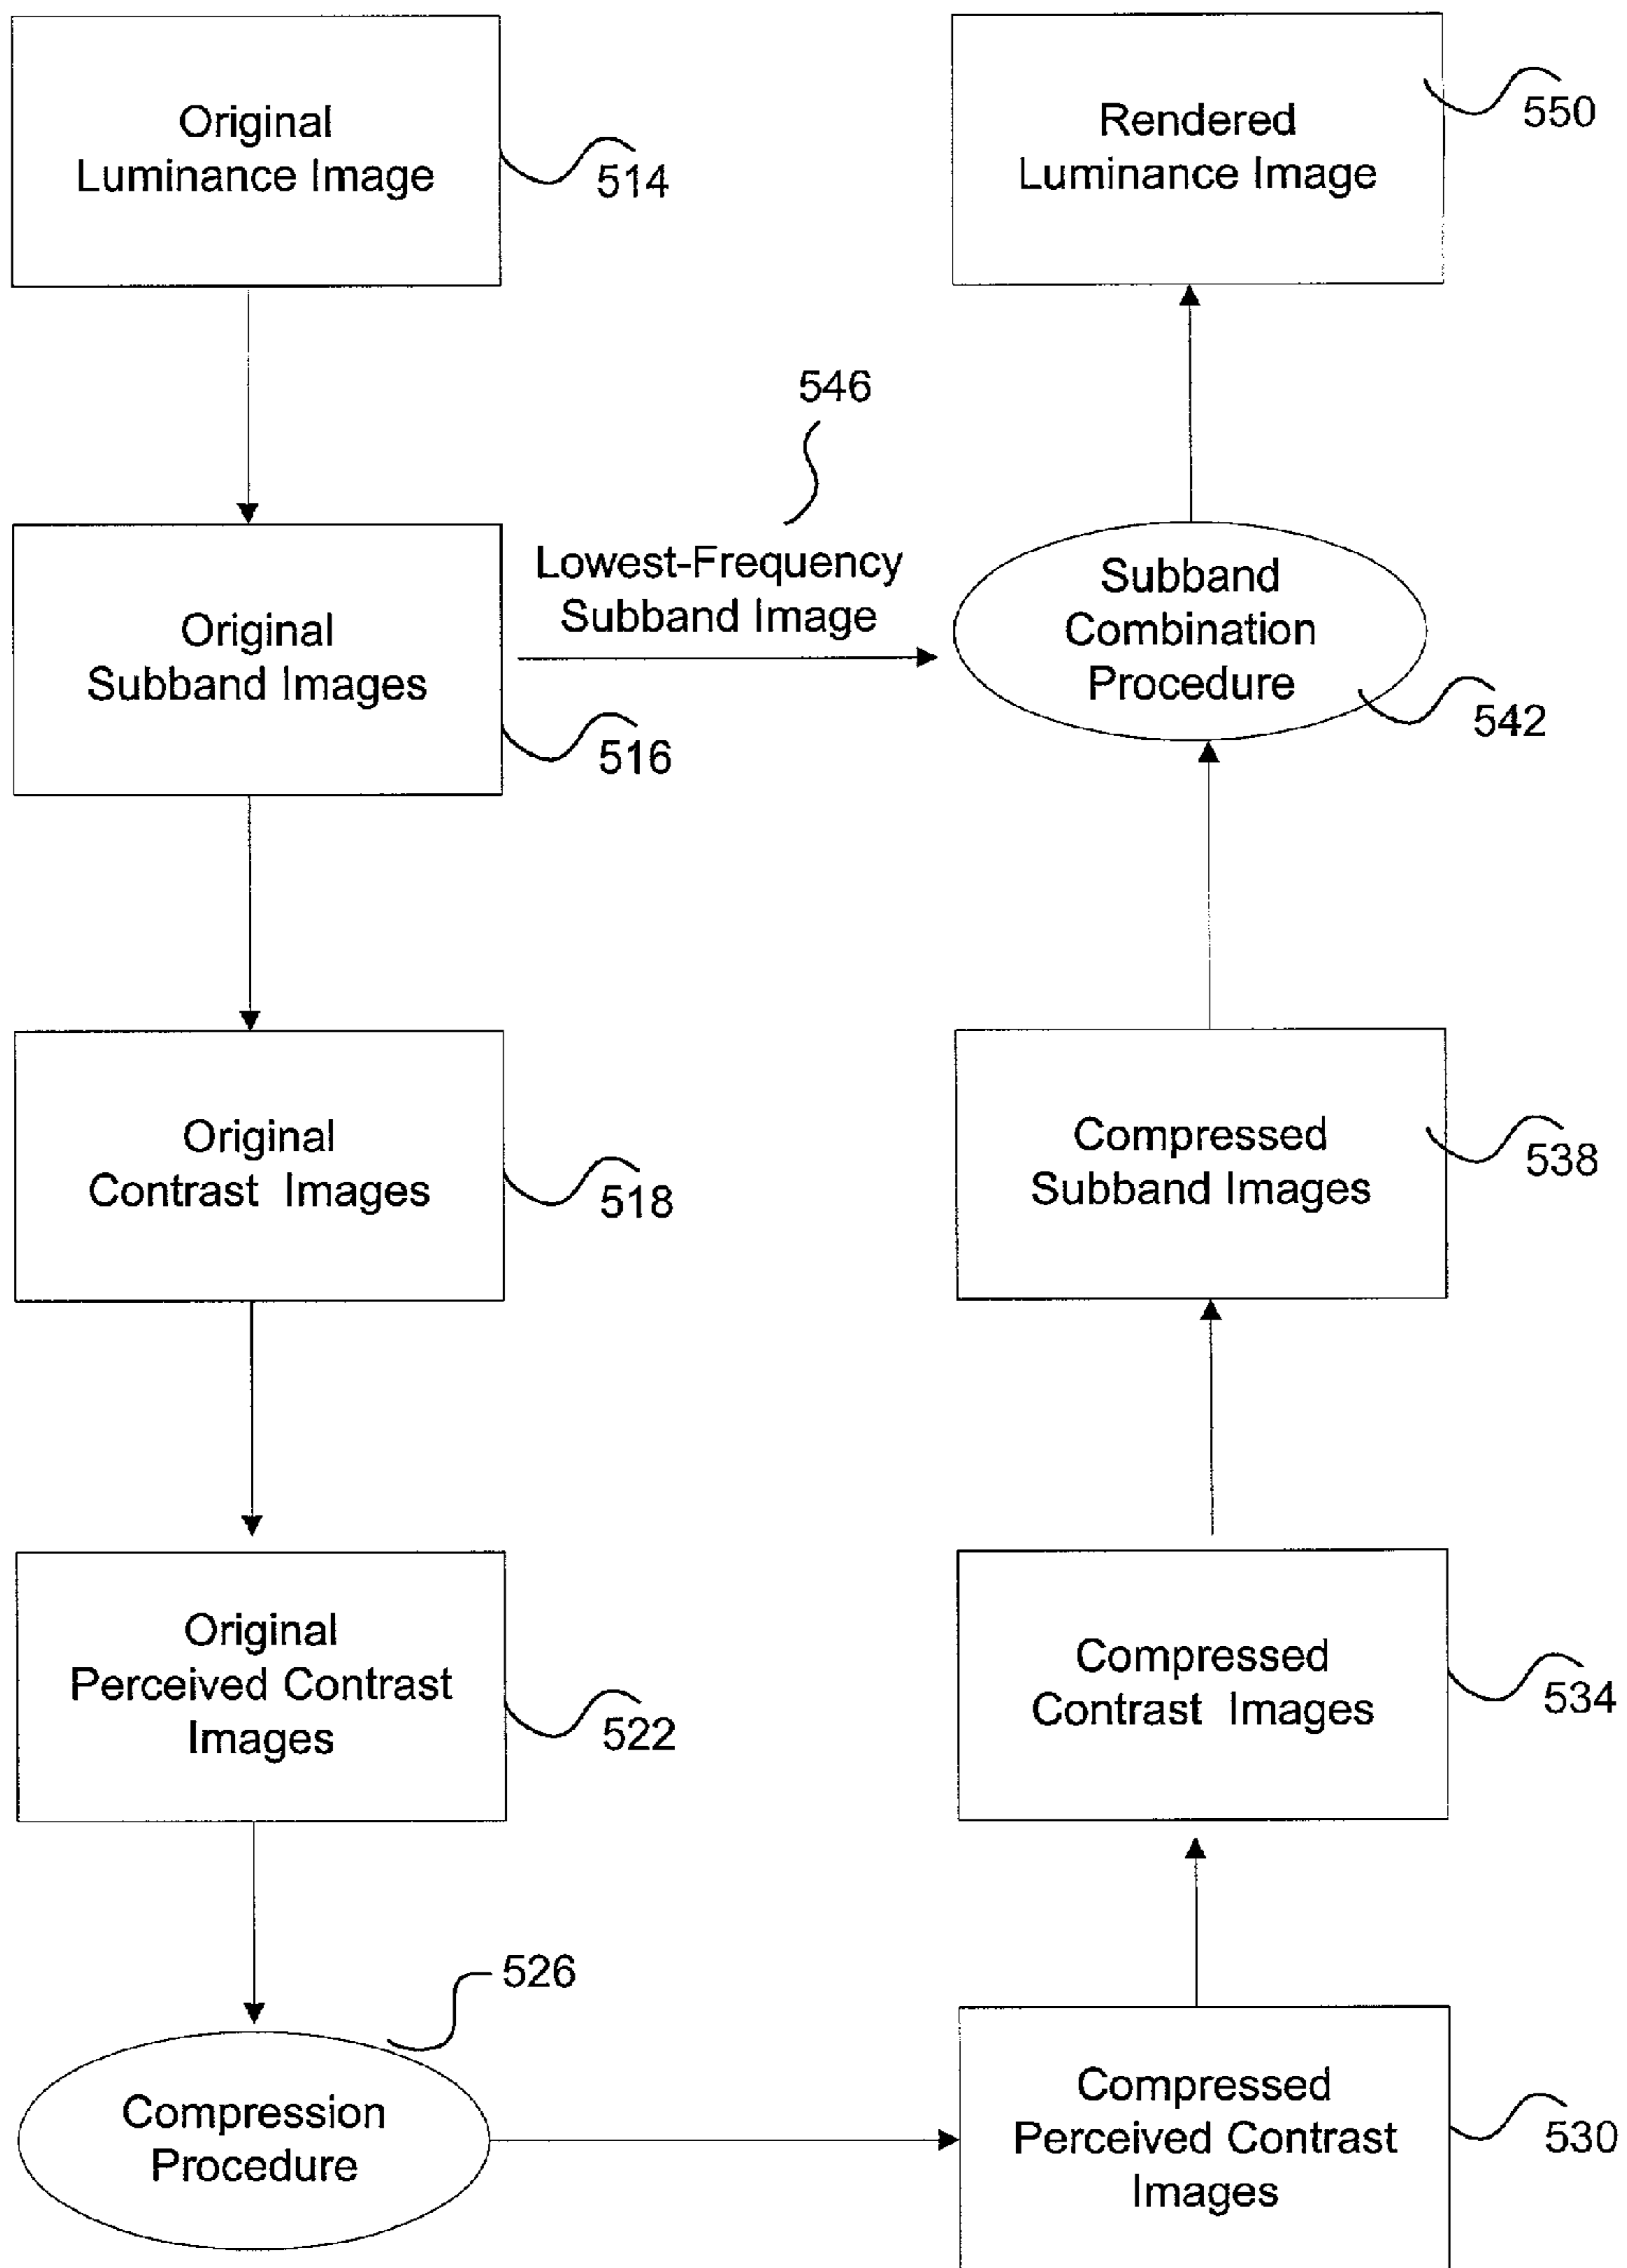 Original
Luminance Image
514
Rendered
Luminance Image
550
546
Lowest-Frequency
Subband Image
Original
Subband Images
516
Subband
Combination
Procedure
542
Original
Contrast Images
518
Compressed
Subband Images
538
Original
Perceived Contrast
Images
522
Compressed
Contrast Images
534
526
Compression
Procedure
Compressed
Perceived Contrast
Images
530